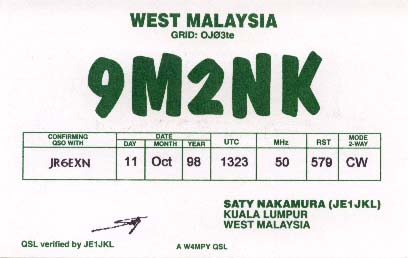 WEST MALAYSIA
GRID: OJØ3te
9M2NK
CONFIRMING QSO WITH DATE DAY MONTH YEAR UTC MHz RST MODE 2-WAY
JR6EXN 11 Oct 98 1323 50 579 CW
SATY NAKAMURA (JE1JKL)
KUALA LUMPUR
WEST MALAYSIA
QSL verified by JE1JKL
A W4MPY QSL